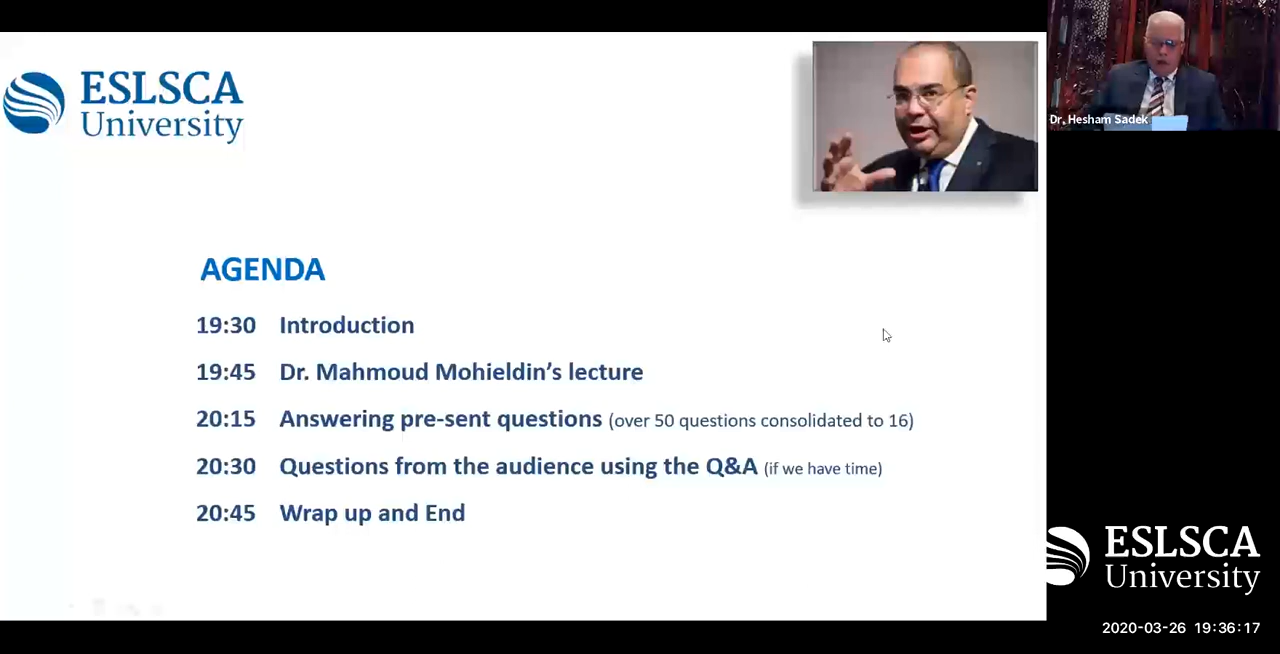 ESLSCA
University
Dr. Hesham Sadek
AGENDA
19:30 Introduction
19:45 Dr. Mahmoud Mohieldin’s lecture
20:15 Answering pre-sent questions (over 50 questions consolidated to 16)
20:30 Questions from the audience using the Q&A (if we have time)
20:45 Wrap up and End
ESLSCA
University
2020-03-26 19:36:17